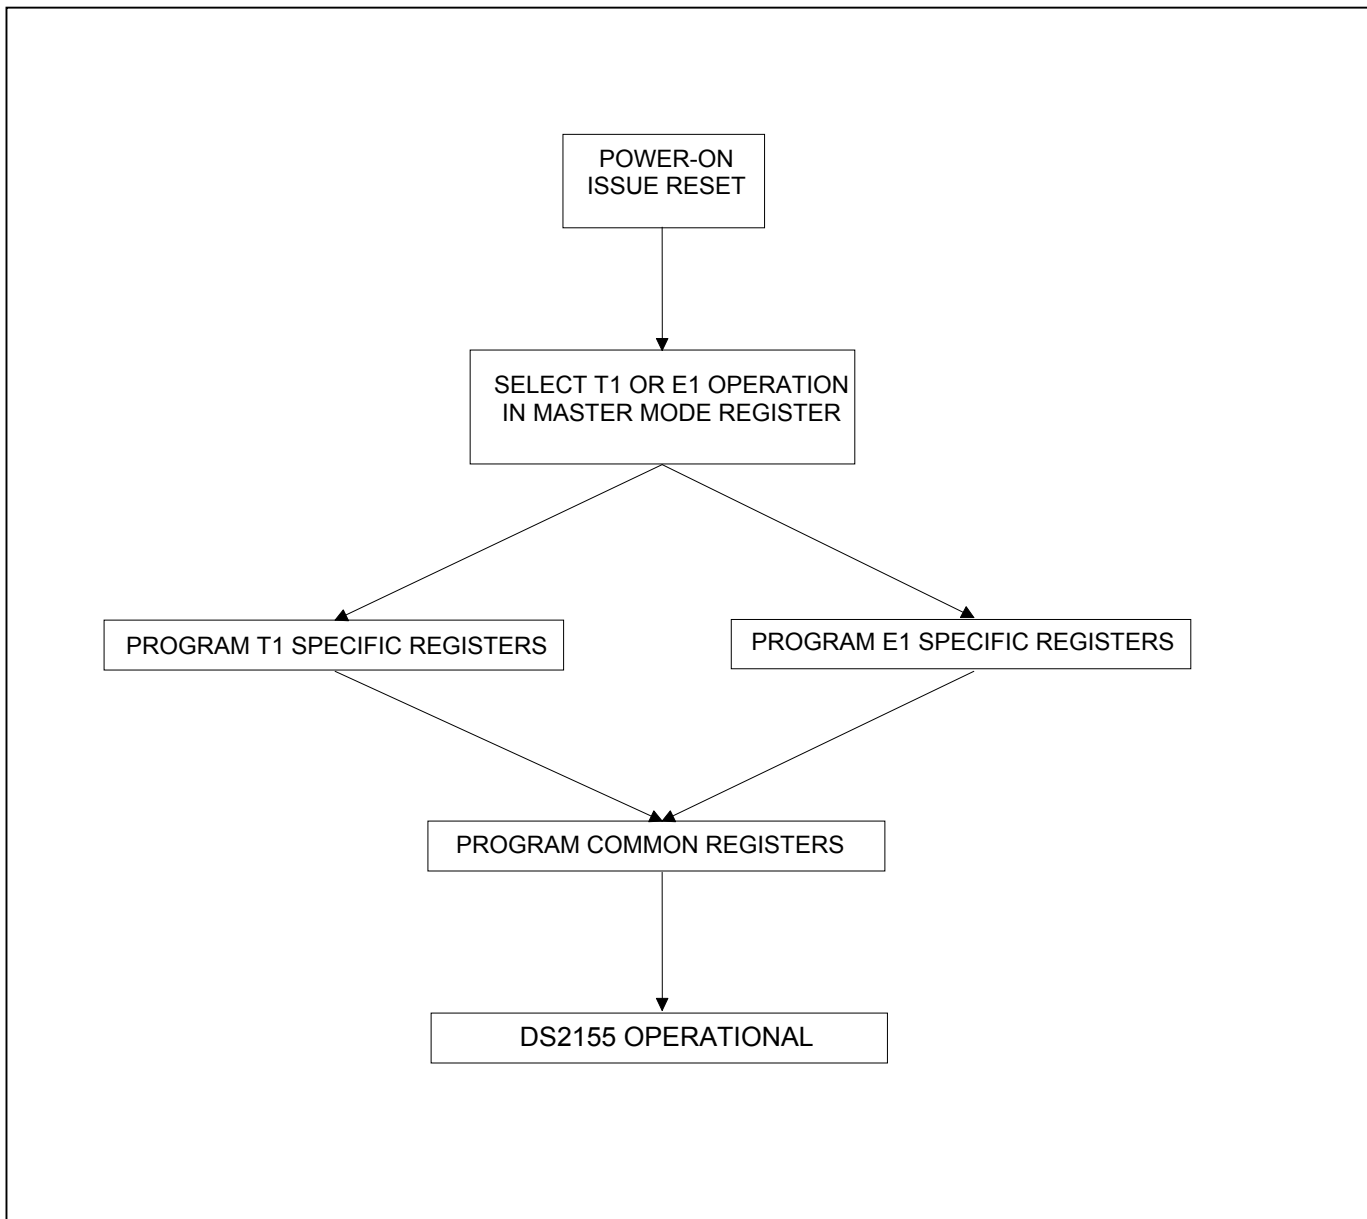 POWER-ON
ISSUE RESET
SELECT T1 OR E1 OPERATION
IN MASTER MODE REGISTER
PROGRAM T1 SPECIFIC REGISTERS
PROGRAM E1 SPECIFIC REGISTERS
PROGRAM COMMON REGISTERS
DS2155 OPERATIONAL